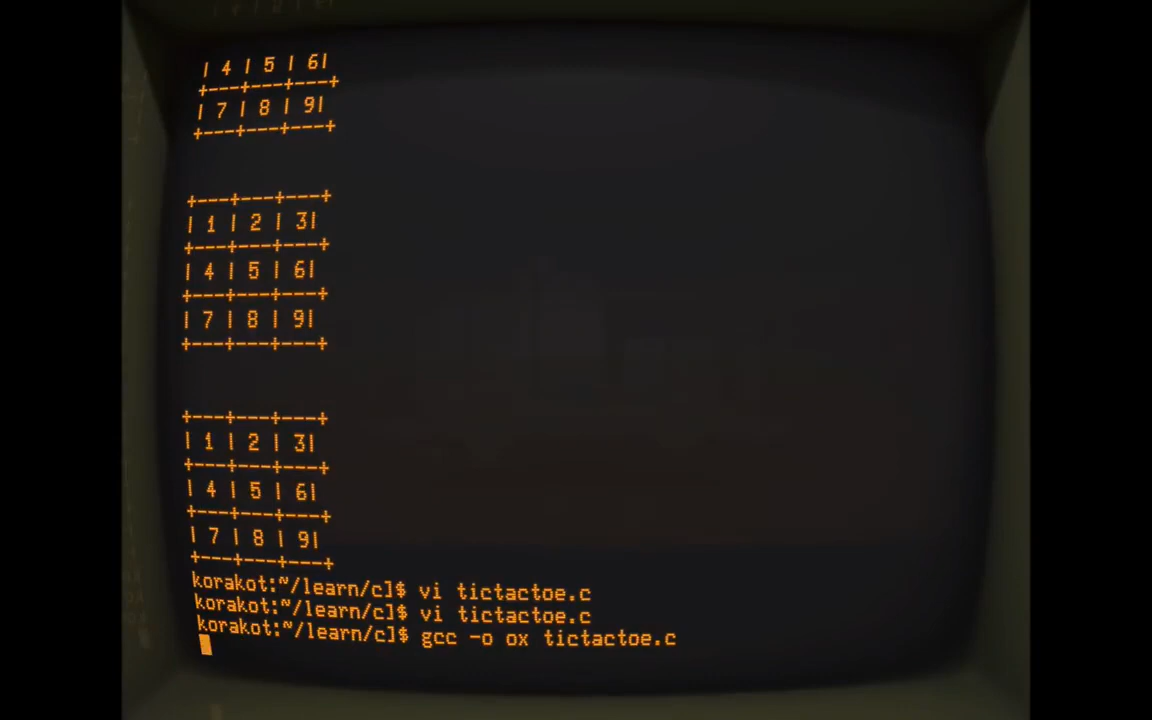 | 4 | 5 | 6|
+---+---+---+
| 7 | 8 | 9|
+---+---+---+
+---+---+---+
| 1 | 2 | 3|
+---+---+---+
| 4 | 5 | 6|
+---+---+---+
| 7 | 8 | 9|
+---+---+---+
+---+---+---+
| 1 | 2 | 3|
+---+---+---+
| 4 | 5 | 6|
+---+---+---+
| 7 | 8 | 9|
+---+---+---+
korakot:~/learn/c]$ vi tictactoe.c
korakot:~/learn/c]$ vi tictactoe.c
korakot:~/learn/c]$ gcc -o ox tictactoe.c